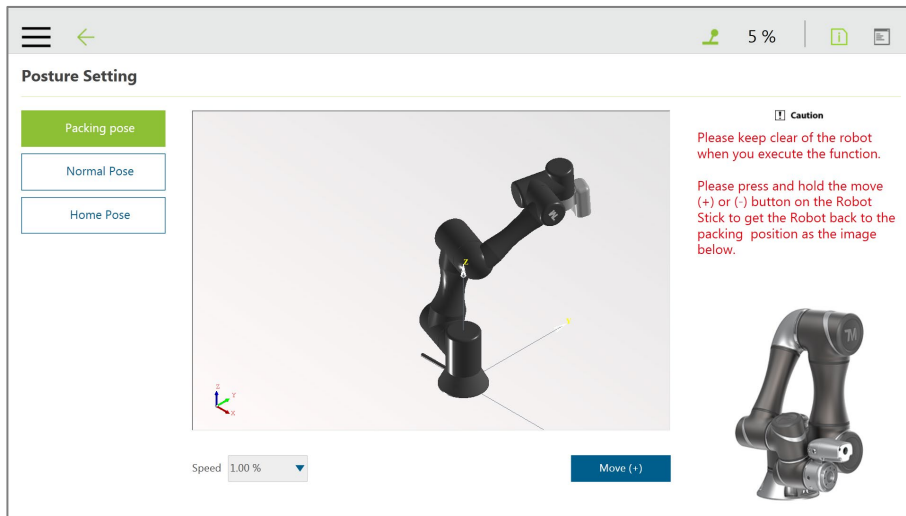 5 %
Posture Setting
Packing pose
Normal Pose
Home Pose
Z
Y
Z
Y
X
Speed
1.00 %
Move (+)
Caution
Please keep clear of the robot
when you execute the function.
Please press and hold the move
(+) or (-) button on the Robot
Stick to get the Robot back to the
packing position as the image
below.
TM